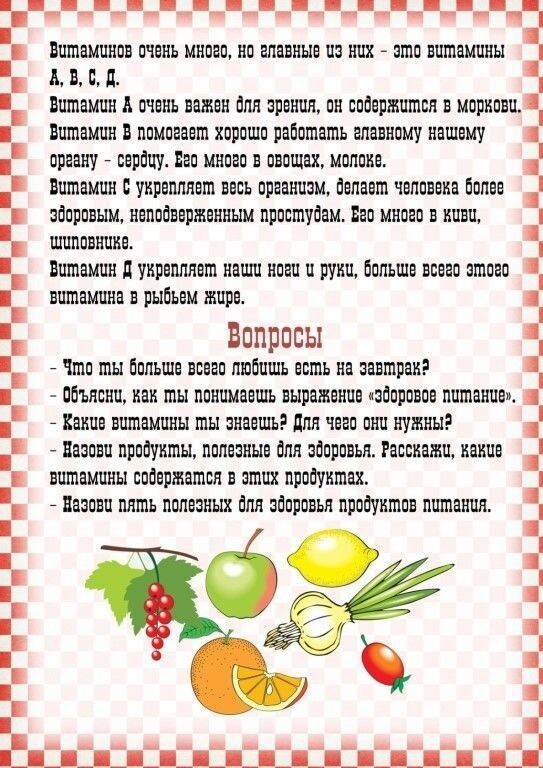 Витаминов очень много, но главные из них - это витамины
А, В, С, Д.
Витамин А очень важен для зрения, он содержится в моркови.
Витамин В помогает хорошо работать главному нашему
органу - сердцу. Его много в овощах, молоке.
Витамин С укрепляет весь организм, делает человека более
здоровым, неподверженным простудам. Его много в киви,
шиповнике.
Витамин Д укрепляет наши ноги и руки, больше всего этого
витамина в рыбьем жире.
Вопросы
- Что ты больше всего любишь есть на завтрак?
- Объясни, как ты понимаешь выражение «здоровое питание».
- Какие витамины ты знаешь? Для чего они нужны?
- Назови продукты, полезные для здоровья. Расскажи, какие
витамины содержатся в этих продуктах.
- Назови пять полезных для здоровья продуктов питания.